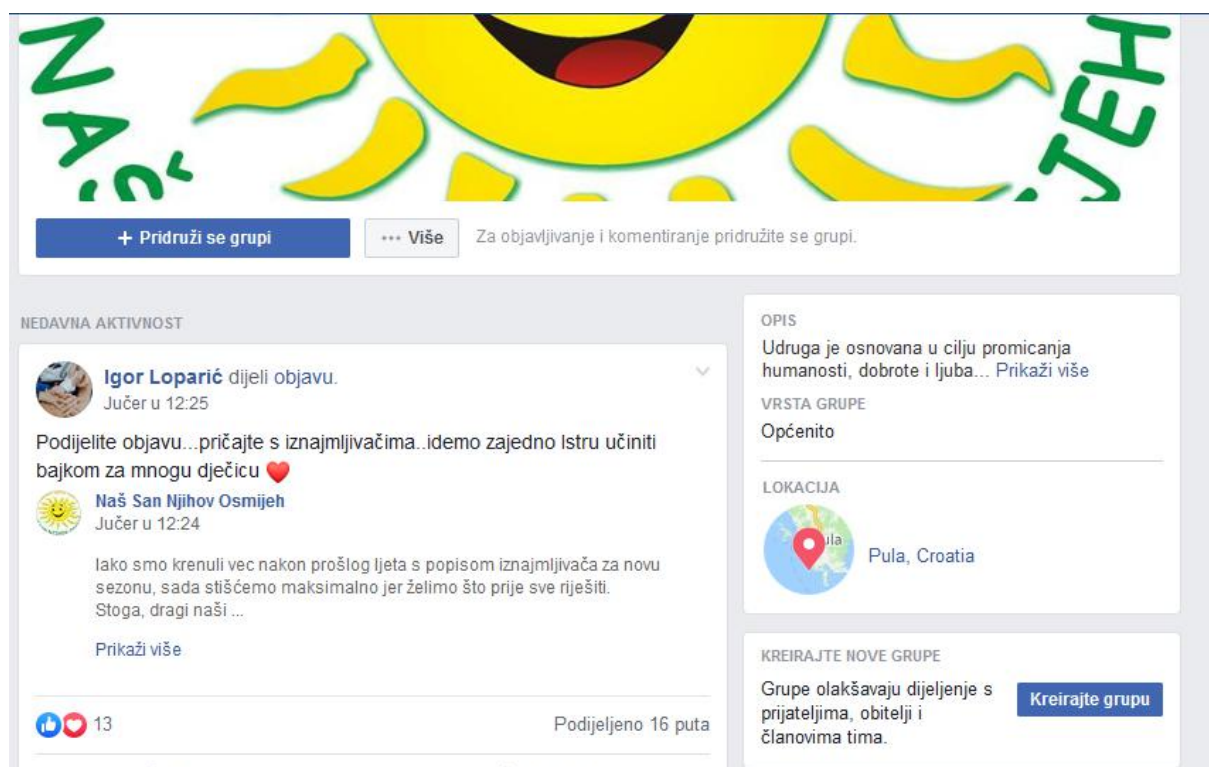 NAŠ
JEH
+ Pridruži se grupi
••• Više
Za objavljivanje i komentiranje pridružite se grupi.
NEDAVNA AKTIVNOST
Igor Loparić dijeli objavu.
Jučer u 12:25
Podijelite objavu...pričajte s iznajmljivačima..idemo zajedno Istru učiniti
bajkom za mnogu dječicu ❤️
Naš San Njihov Osmijeh
Jučer u 12:24
Iako smo krenuli vec nakon prošlog ljeta s popisom iznajmljivača za novu
sezonu, sada stišćemo maksimalno jer želimo što prije sve riješiti.
Stoga, dragi naši ...
Prikaži više
13
Podijeljeno 16 puta
OPIS
Udruga je osnovana u cilju promicanja
humanosti, dobrote i ljuba... Prikaži više
VRSTA GRUPE
Općenito
LOKACIJA
ula
Pula, Croatia
KREIRAJTE NOVE GRUPE
Grupe olakšavaju dijeljenje s
prijateljima, obitelji i
članovima tima.
Kreirajte grupu